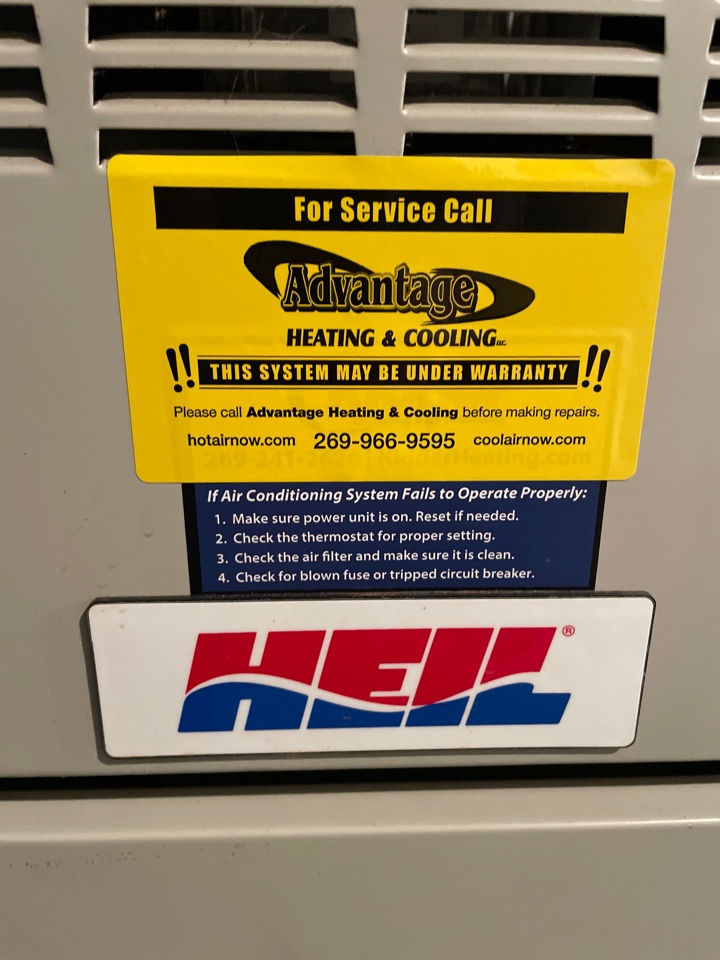 For Service Call
Advantage
HEATING & COOLING LLC.
!! THIS SYSTEM MAY BE UNDER WARRANTY !!
Please call Advantage Heating & Cooling before making repairs.
hotairnow.com 269-966-9595 coolairnow.com
If Air Conditioning System Fails to Operate Properly:
1. Make sure power unit is on. Reset if needed.
2. Check the thermostat for proper setting.
3. Check the air filter and make sure it is clean.
4. Check for blown fuse or tripped circuit breaker.
HEIL®